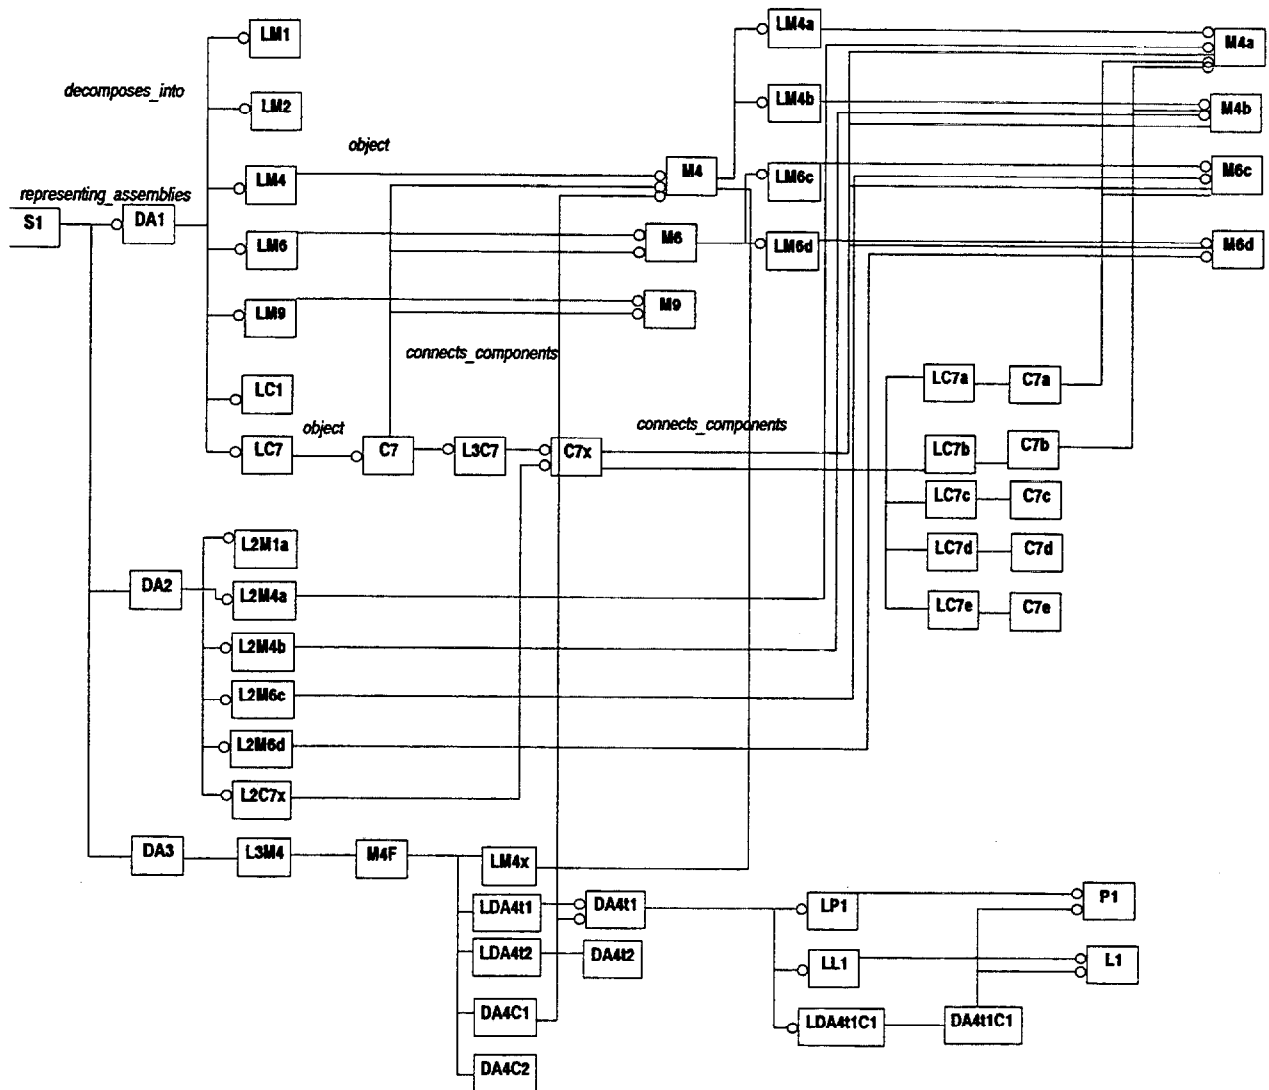 LM1
LM4a
M4a
decomposes_into
LM2
LM4b
M4b
object
LM4
M4
LM6c
M6c
representing_assemblies
S1
DA1
LM6
M6
LM6d
M6d
LM9
M9
connects_components
LC1
LC7a
C7a
object
connects_components
LC7
C7
L3C7
C7x
LC7b
C7b
LC7c
C7c
L2M1a
LC7d
C7d
DA2
L2M4a
LC7e
C7e
L2M4b
L2M6c
L2M6d
L2C7x
DA3
L3M4
M4F
LM4x
LDA4t1
DA4t1
LP1
P1
LDA4t2
DA4t2
LL1
L1
DA4C1
LDA4t1C1
DA4t1C1
DA4C2